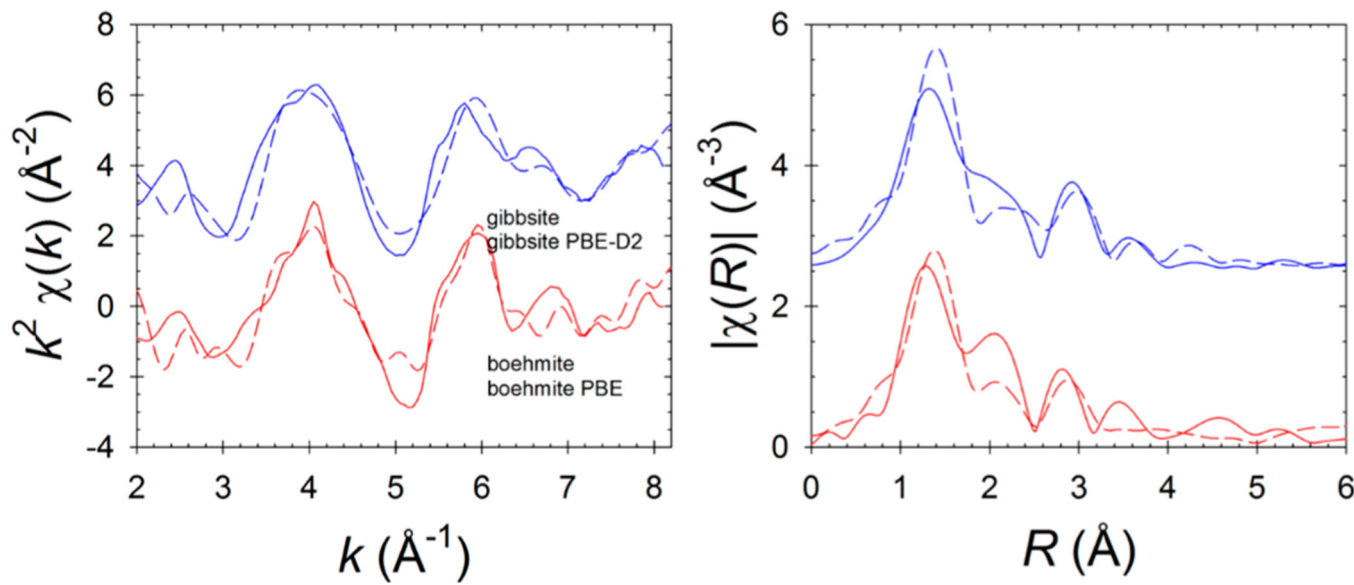 k² χ(k) (Å⁻²)
8
6
4
2
0
-2
-4
gibbsite
gibbsite PBE-D2
boehmite
boehmite PBE
2 3 4 5 6 7 8
k (Å⁻¹)
|χ(R)| (Å⁻³)
6
4
2
0
0 1 2 3 4 5 6
R (Å)